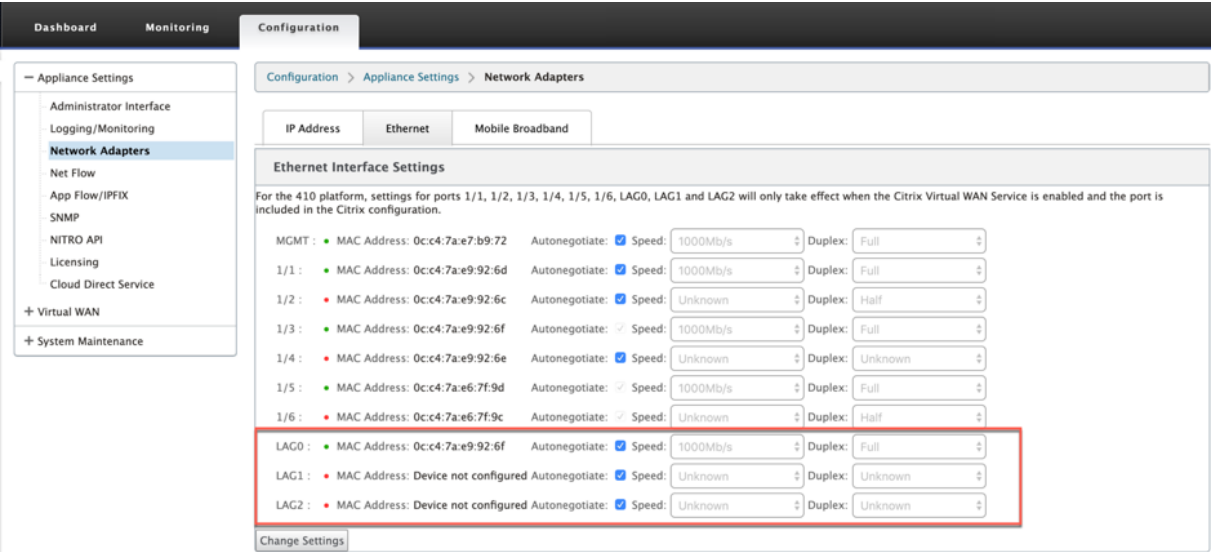 Dashboard Monitoring Configuration
Appliance Settings
Administrator Interface
Logging/Monitoring
Network Adapters
Net Flow
App Flow/IPFIX
SNMP
NITRO API
Licensing
Cloud Direct Service
+ Virtual WAN
+ System Maintenance
Configuration > Appliance Settings > Network Adapters
IP Address Ethernet Mobile Broadband
Ethernet Interface Settings
For the 410 platform, settings for ports 1/1, 1/2, 1/3, 1/4, 1/5, 1/6, LAG0, LAG1 and LAG2 will only take effect when the Citrix Virtual WAN Service is enabled and the port is
included in the Citrix configuration.
MGMT : MAC Address: 0c:c4:7a:e7:b9:72 Autonegotiate: Speed: 1000Mb/s Duplex: Full
1/1 : MAC Address: 0c:c4:7a:e9:92:6d Autonegotiate: Speed: 1000Mb/s Duplex: Full
1/2 : MAC Address: 0c:c4:7a:e9:92:6c Autonegotiate: Speed: Unknown Duplex: Half
1/3 : MAC Address: 0c:c4:7a:e9:92:6f Autonegotiate: Speed: 1000Mb/s Duplex: Full
1/4 : MAC Address: 0c:c4:7a:e9:92:6e Autonegotiate: Speed: Unknown Duplex: Unknown
1/5 : MAC Address: 0c:c4:7a:e6:7f:9d Autonegotiate: Speed: 1000Mb/s Duplex: Full
1/6 : MAC Address: 0c:c4:7a:e6:7f:9c Autonegotiate: Speed: Unknown Duplex: Half
LAG0 : MAC Address: 0c:c4:7a:e9:92:6f Autonegotiate: Speed: 1000Mb/s Duplex: Full
LAG1 : MAC Address: Device not configured Autonegotiate: Speed: Unknown Duplex: Unknown
LAG2 : MAC Address: Device not configured Autonegotiate: Speed: Unknown Duplex: Unknown
Change Settings